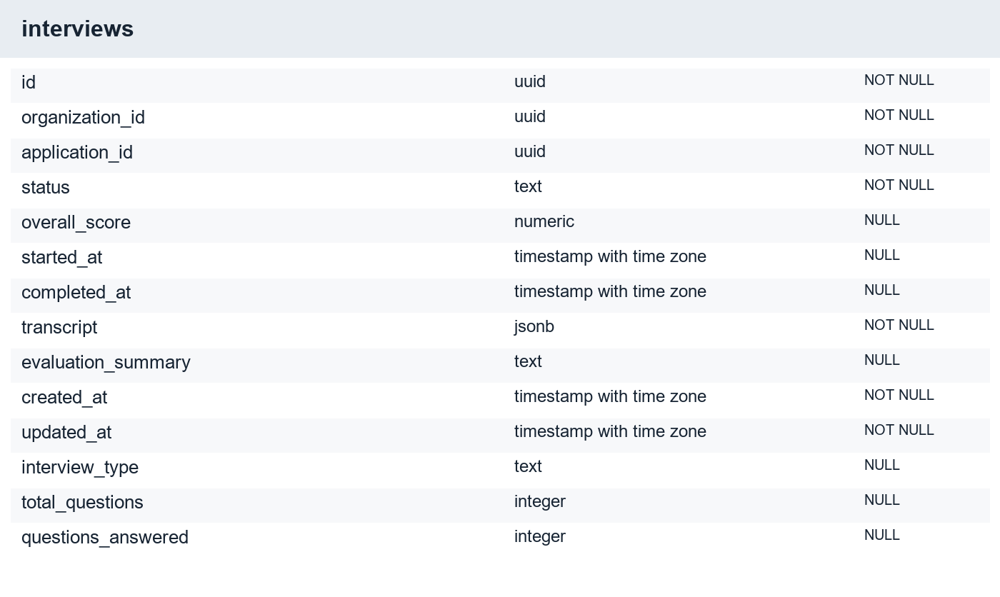 interviews
id uuid NOT NULL
organization_id uuid NOT NULL
application_id uuid NOT NULL
status text NOT NULL
overall_score numeric NULL
started_at timestamp with time zone NULL
completed_at timestamp with time zone NULL
transcript jsonb NOT NULL
evaluation_summary text NULL
created_at timestamp with time zone NOT NULL
updated_at timestamp with time zone NOT NULL
interview_type text NULL
total_questions integer NULL
questions_answered integer NULL